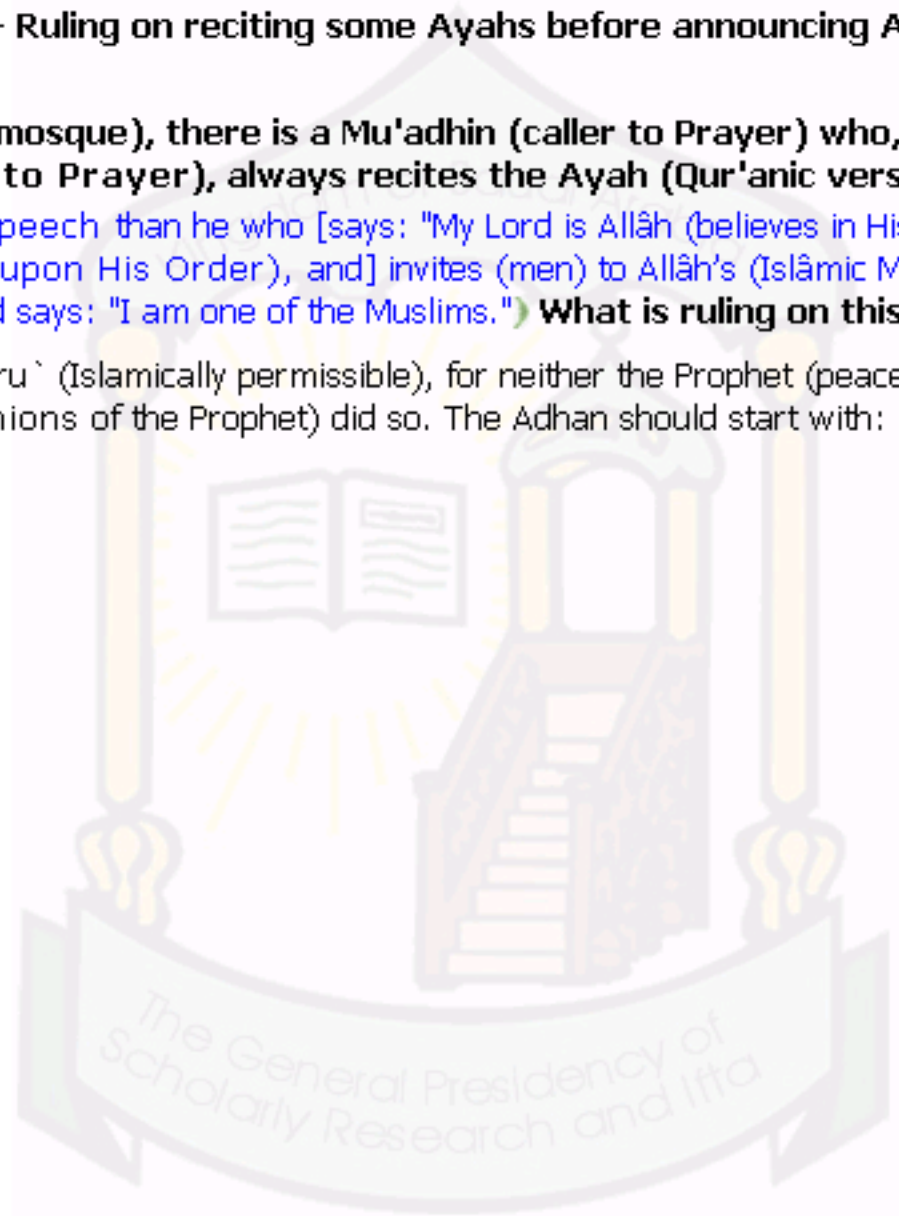 - Ruling on reciting some Ayahs before announcing A
mosque), there is a Mu'adhin (caller to Prayer) who,
to Prayer), always recites the Ayah (Qur'anic vers
peech than he who [says: "My Lord is Allâh (believes in His
upon His Order), and] invites (men) to Allâh's (Islâmic M
d says: "I am one of the Muslims.") What is ruling on this
ru` (Islamically permissible), for neither the Prophet (peace
nions of the Prophet) did so. The Adhan should start with:
The General Presidency of
Scholarly Research and Ifta